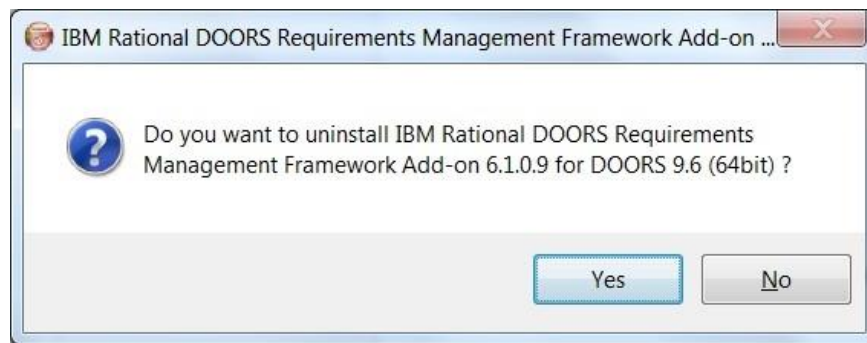 IBM Rational DOORS Requirements Management Framework Add-on ...
Do you want to uninstall IBM Rational DOORS Requirements
Management Framework Add-on 6.1.0.9 for DOORS 9.6 (64bit) ?
Yes
No